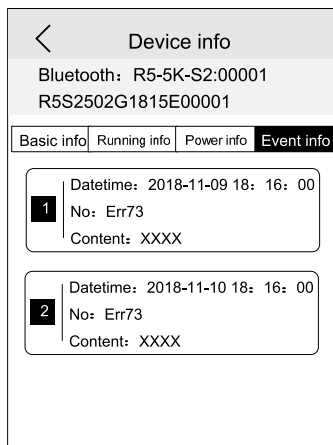 Device info
Bluetooth：R5-5K-S2:00001
R5S2502G1815E00001
Basic info Running info Power info Event info
1
Datetime：2018-11-09 18：16：00
No：Err73
Content：XXXX
2
Datetime：2018-11-10 18：16：00
No：Err73
Content：XXXX